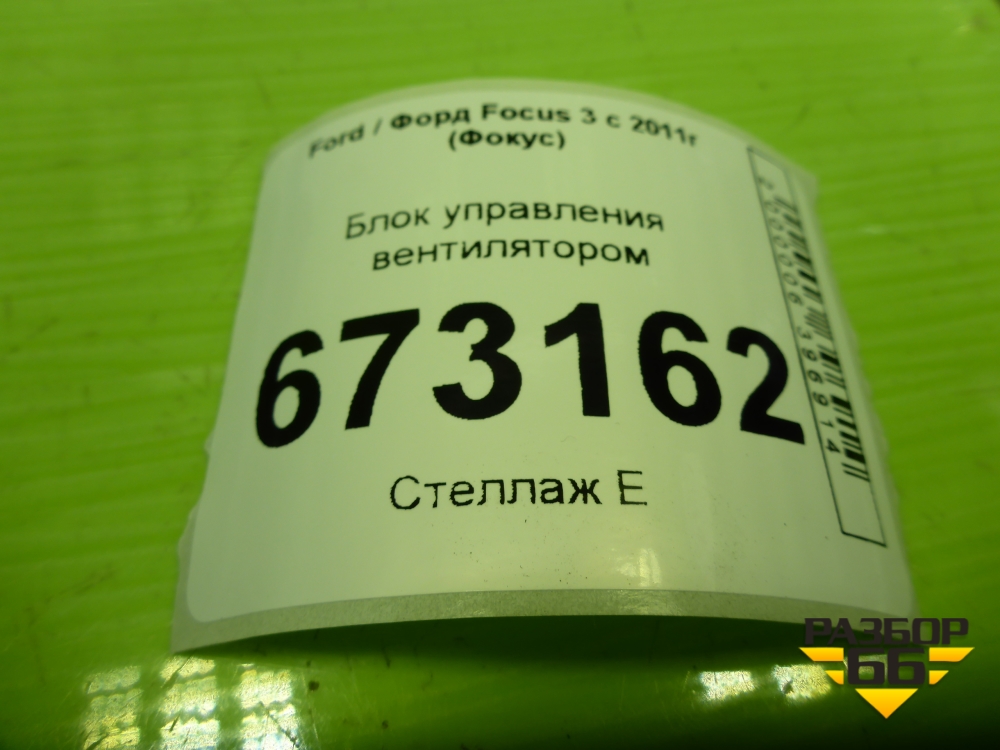 Ford / Форд Focus 3 с 2011г
(Фокус)
Блок управления
вентилятором
673162
Стеллаж Е
РАЗБОР
66